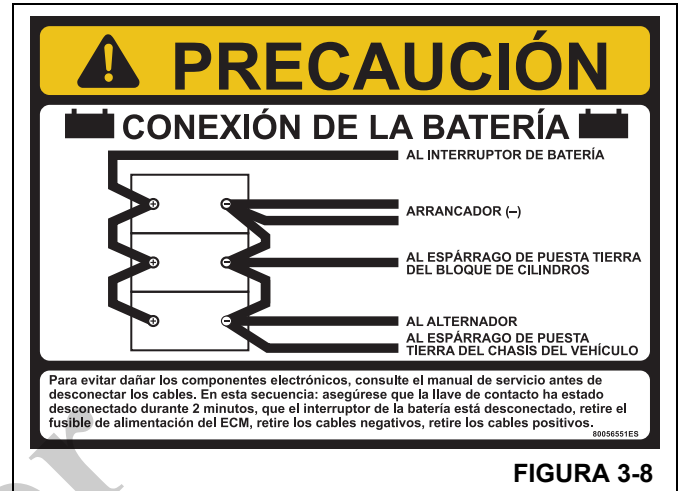 PRECAUCIÓN
CONEXIÓN DE LA BATERÍA
AL INTERRUPTOR DE BATERÍA
ARRANCADOR (–)
AL ESPÁRRAGO DE PUESTA TIERRA
DEL BLOQUE DE CILINDROS
AL ALTERNADOR
AL ESPÁRRAGO DE PUESTA
TIERRA DEL CHASIS DEL VEHÍCULO
Para evitar dañar los componentes electrónicos, consulte el manual de servicio antes de
desconectar los cables. En esta secuencia: asegúrese que la llave de contacto ha estado
desconectado durante 2 minutos, que el interruptor de la batería está desconectado, retire el
fusible de alimentación del ECM, retire los cables negativos, retire los cables positivos.
80056551ES
FIGURA 3-8